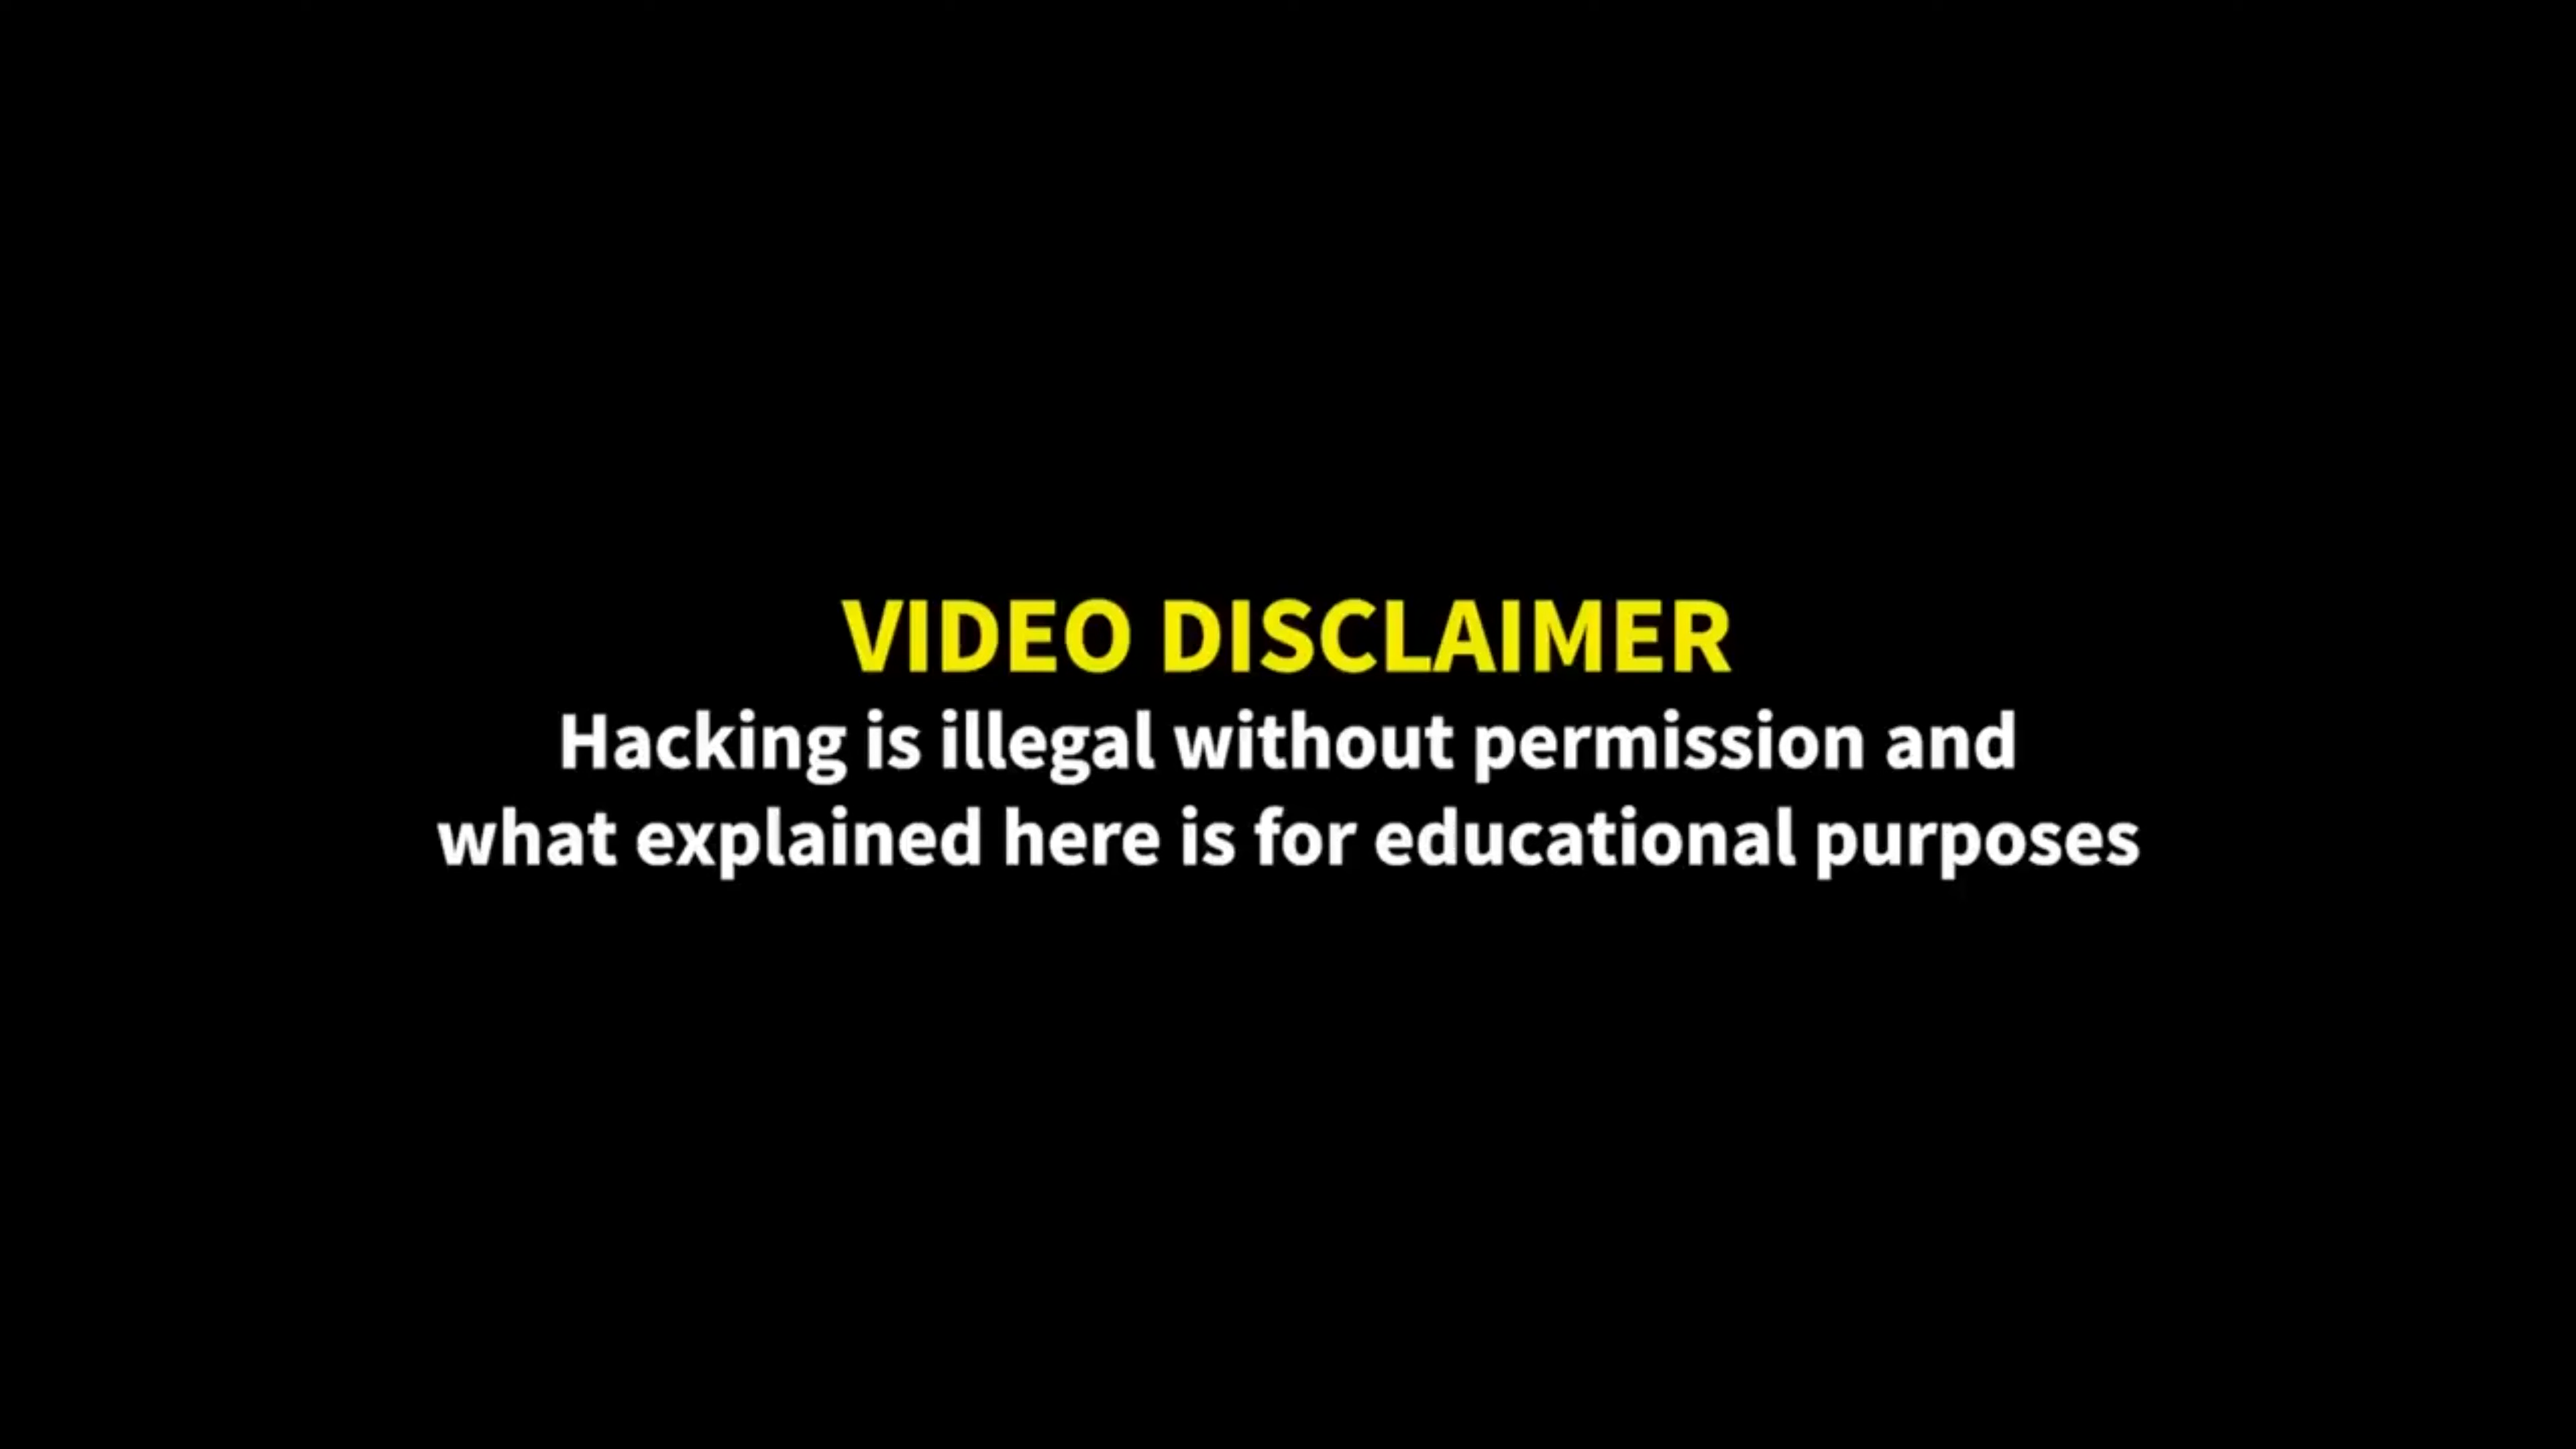 VIDEO DISCLAIMER
Hacking is illegal without permission and
what explained here is for educational purposes